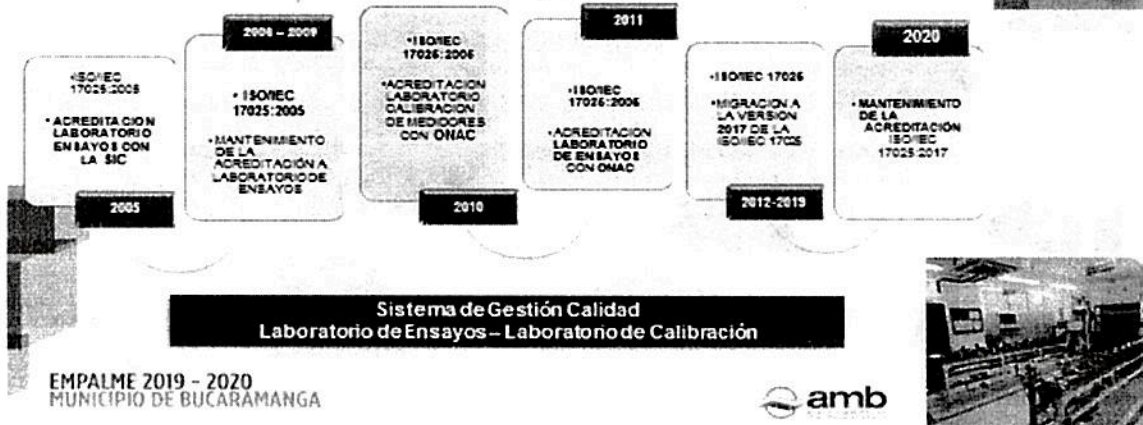 •ISO/IEC
17025:2005
• ACREDITACION
LABORATORIO
ENSAYOS CON
LA SIC
2005
2006 – 2009
• ISO/IEC
17025:2005
•MANTENIMIENTO
DE LA
ACREDITACIÓN A
LABORATORIO DE
ENSAYOS
•ISO/IEC
17025:2005
•ACREDITACION
LABORATORIO
CALIBRACION
DE MEDIDORES
CON ONAC
2010
2011
•ISO/IEC
17025:2005
•ACREDITACION
LABORATORIO
DE ENSAYOS
CON ONAC
•ISO/IEC 17025
•MIGRACION A
LA VERSION
2017 DE LA
ISO/IEC 17025
2012-2019
2020
• MANTENIMIENTO
DE LA
ACREDITACIÓN
ISO/IEC
17025:2017
Sistema de Gestión Calidad
Laboratorio de Ensayos – Laboratorio de Calibración
EMPALME 2019 - 2020
MUNICIPIO DE BUCARAMANGA
amb